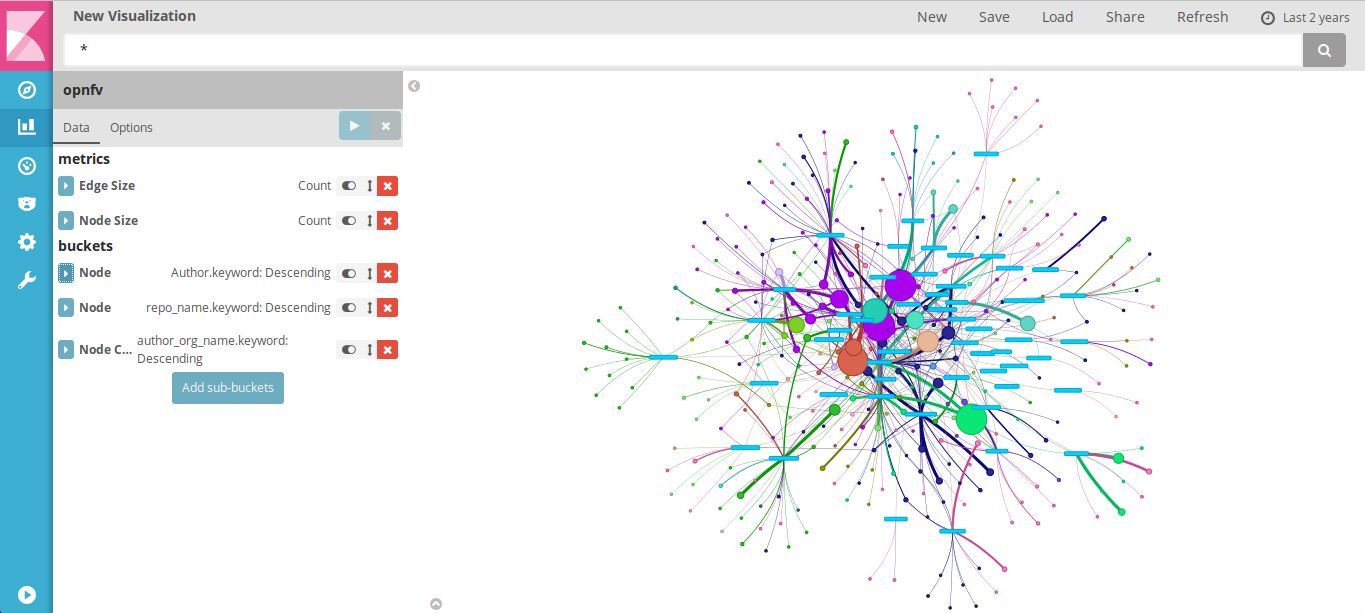 New Visualization
New Save Load Share Refresh Last 2 years
*
opnfv
Data Options
metrics
Edge Size Count
Node Size Count
buckets
Node Author.keyword: Descending
Node repo_name.keyword: Descending
Node C... author_org_name.keyword:
Descending
Add sub-buckets